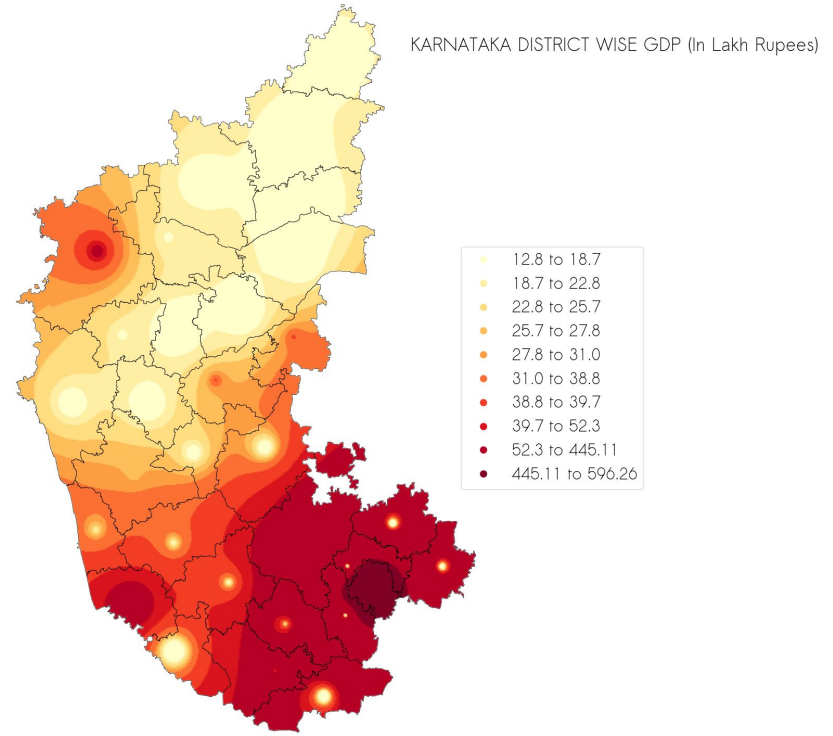 KARNATAKA DISTRICT WISE GDP (In Lakh Rupees)
12.8 to 18.7
18.7 to 22.8
22.8 to 25.7
25.7 to 27.8
27.8 to 31.0
31.0 to 38.8
38.8 to 39.7
39.7 to 52.3
52.3 to 445.11
445.11 to 596.26